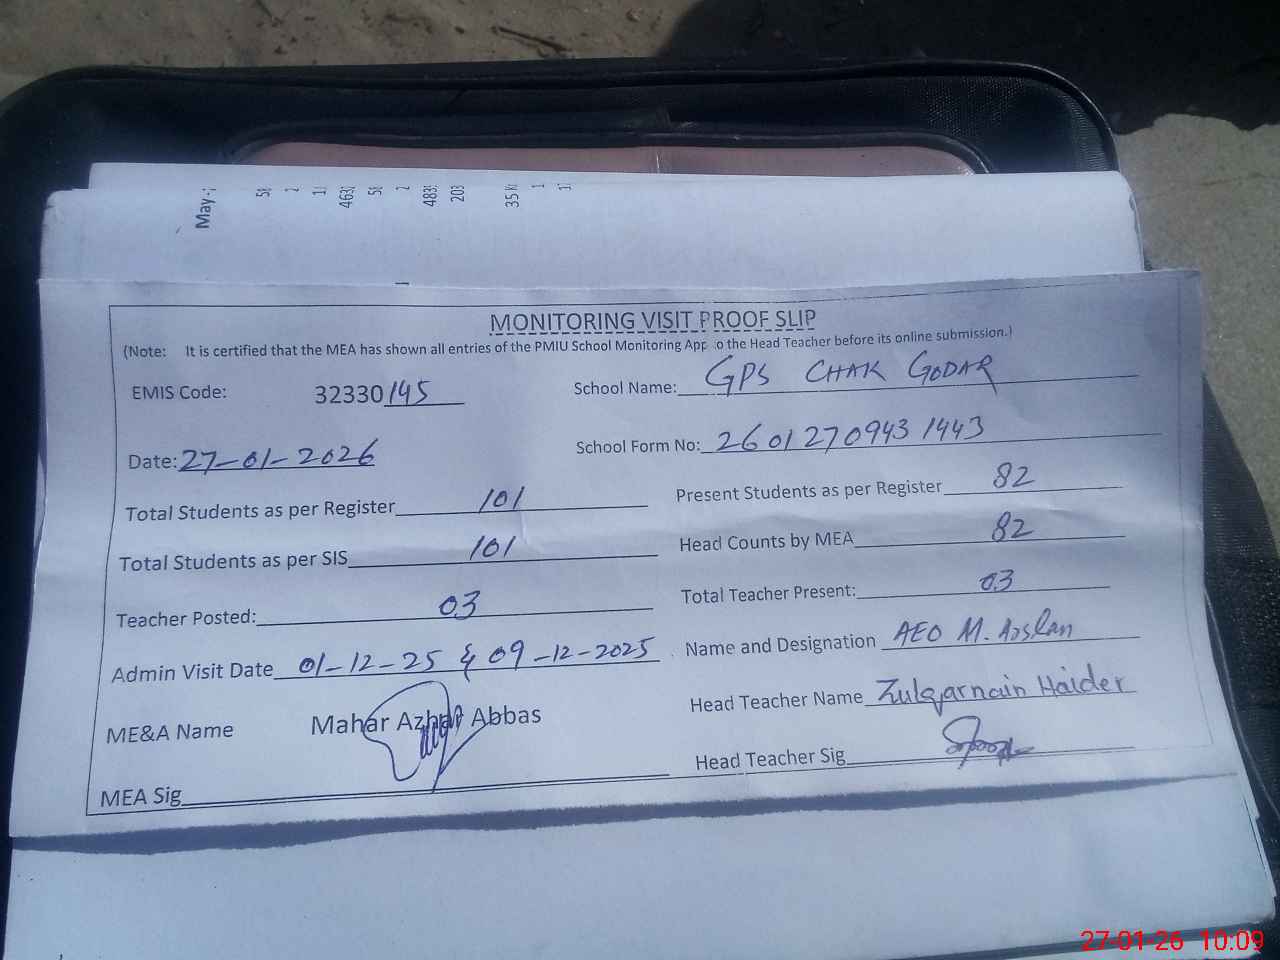 May-
MONITORING VISIT PROOF SLIP
(Note: It is certified that the MEA has shown all entries of the PMIU School Monitoring App to the Head Teacher before its online submission.)
EMIS Code: 32330145 School Name: GPS CHAK GODAR
Date: 27-01-2026 School Form No: 26012709431443
Total Students as per Register 101 Present Students as per Register 82
Total Students as per SIS 101 Head Counts by MEA 82
Teacher Posted: 03 Total Teacher Present: 03
Admin Visit Date 01-12-25 & 09-12-2025 Name and Designation AEO M. Arslan
ME&A Name Mahar Azhar Abbas Head Teacher Name Zulqarnain Haider
MEA Sig Head Teacher Sig
27-01-26 10:09